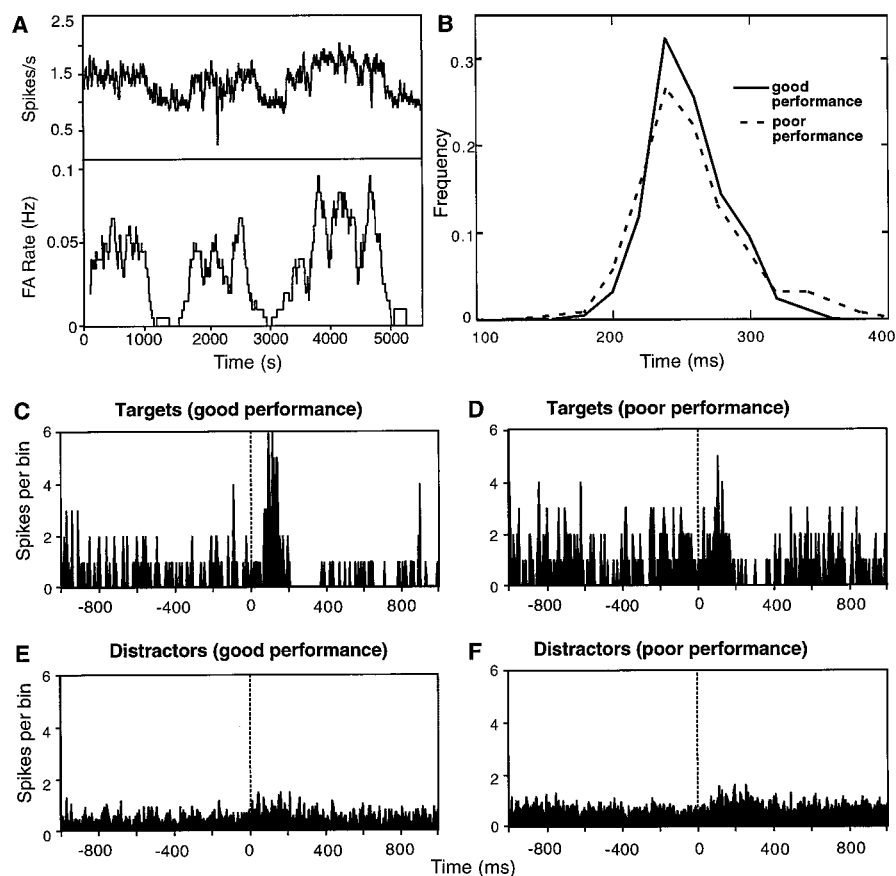 A
Spikes/s
2.5
1.5
0.5
FA Rate (Hz)
0.1
0.05
0
0 1000 2000 3000 4000 5000
Time (s)
B
Frequency
0.3
0.2
0.1
0
100 200 300 400
Time (ms)
good
performance
poor
performance
C Targets (good performance)
Spikes per bin
6
4
2
0
-800 -400 0 400 800
D Targets (poor performance)
6
4
2
0
-800 -400 0 400 800
E Distractors (good performance)
Spikes per bin
6
4
2
0
-800 -400 0 400 800
F Distractors (poor performance)
6
4
2
0
-800 -400 0 400 800
Time (ms)